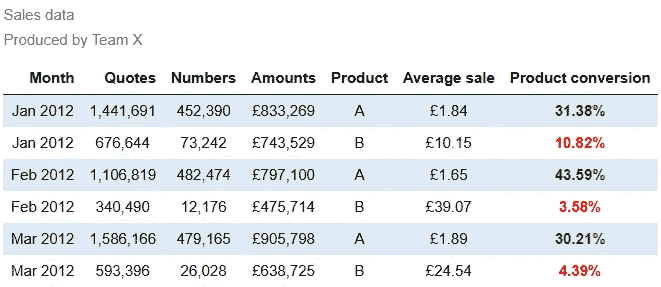 Sales data
Produced by Team X
Month Quotes Numbers Amounts Product Average sale Product conversion
Jan 2012 1,441,691 452,390 £833,269 A £1.84 31.38%
Jan 2012 676,644 73,242 £743,529 B £10.15 10.82%
Feb 2012 1,106,819 482,474 £797,100 A £1.65 43.59%
Feb 2012 340,490 12,176 £475,714 B £39.07 3.58%
Mar 2012 1,586,166 479,165 £905,798 A £1.89 30.21%
Mar 2012 593,396 26,028 £638,725 B £24.54 4.39%